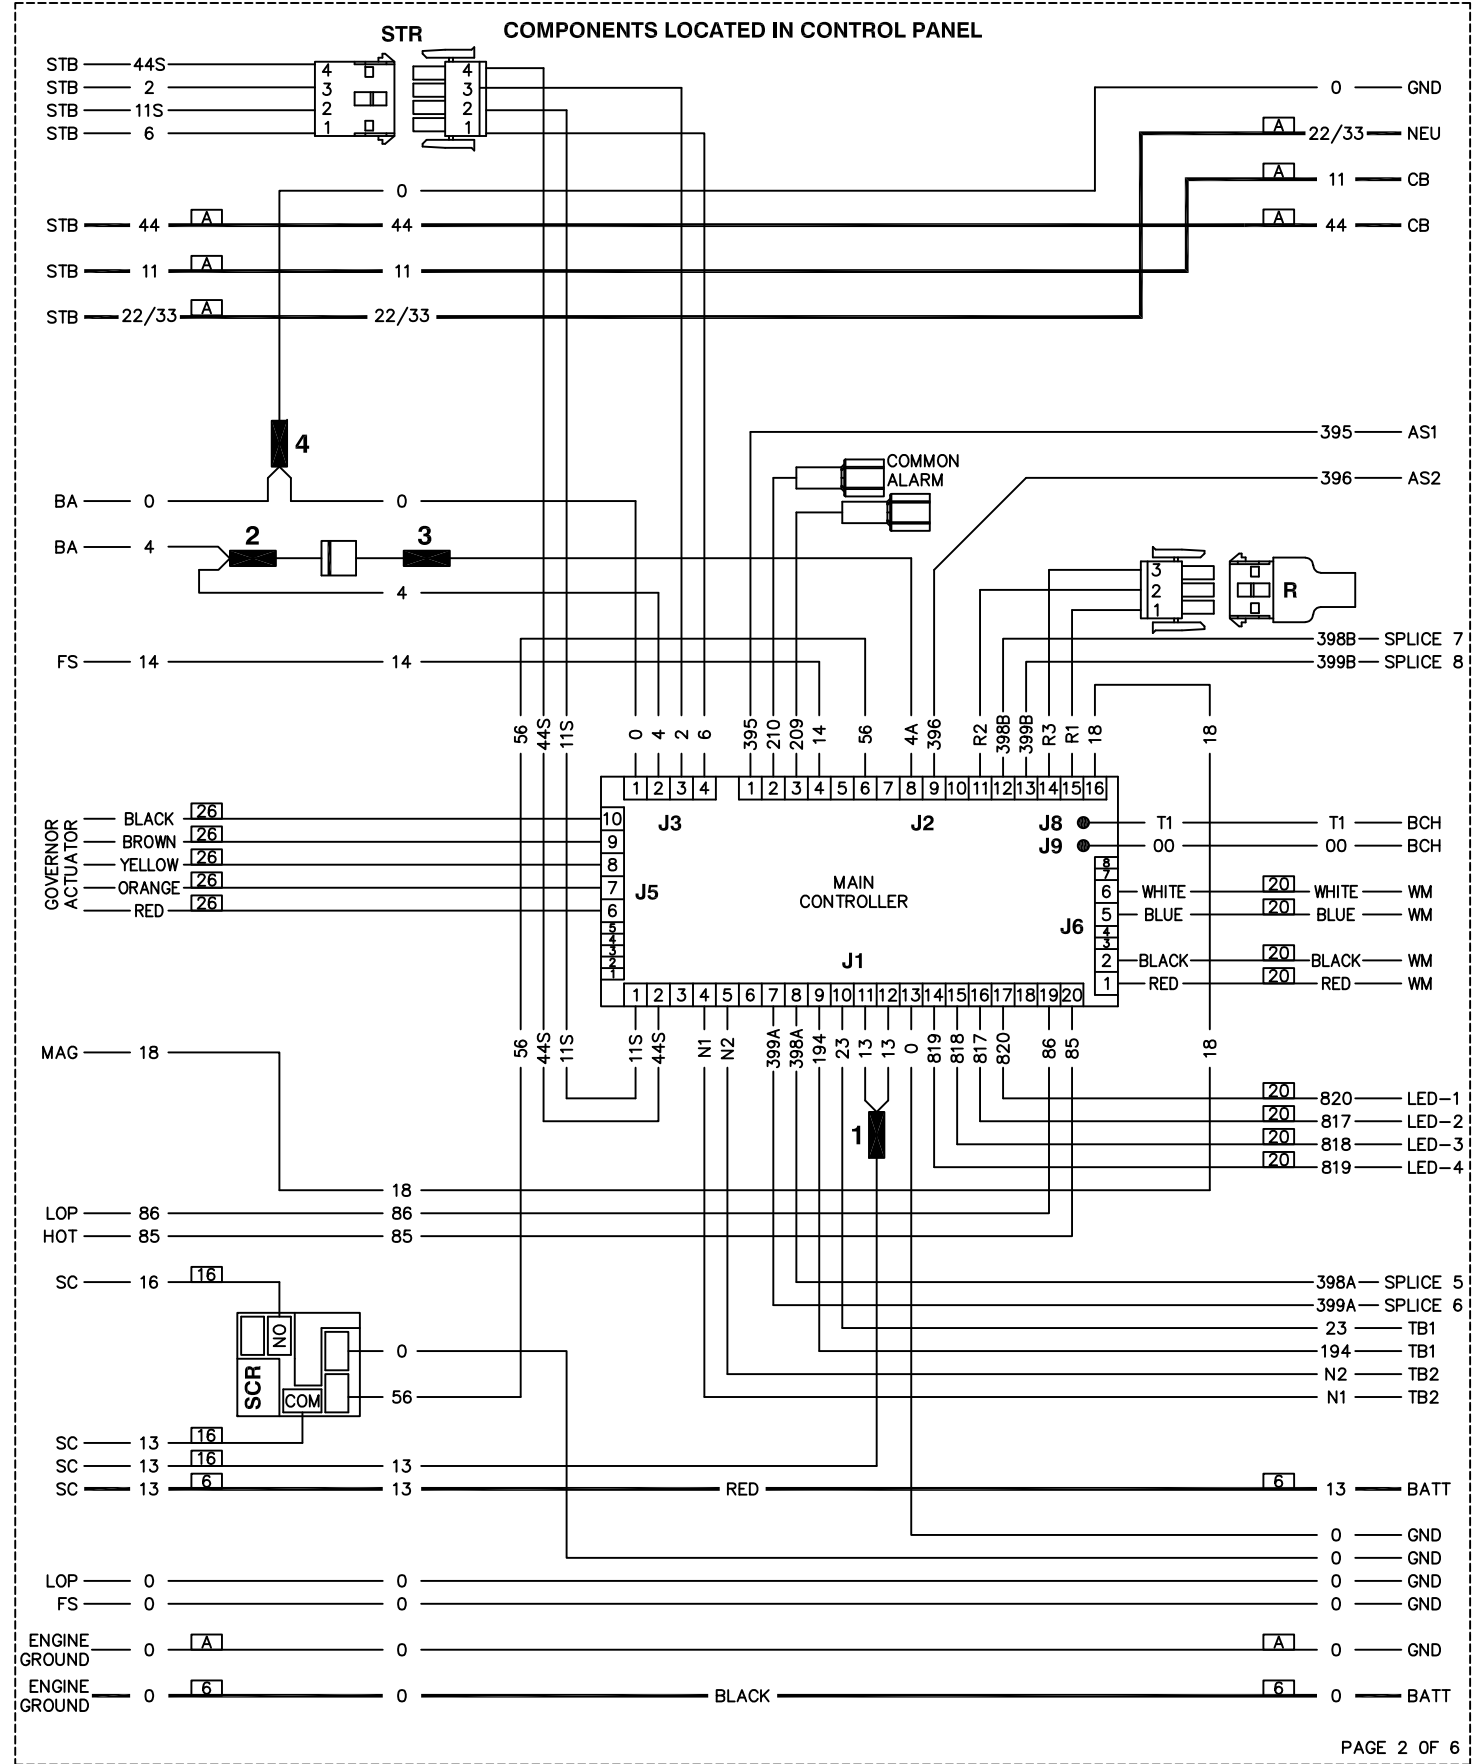 COMPONENTS LOCATED IN CONTROL PANEL
STR
STB 44S 4 4
STB 2 3 3
STB 11S 2 2
STB 6 1 1
0 GND
A 22/33 NEU
A 11 CB
0
STB 44 A 44 A 44 CB
STB 11 A 11
STB 22/33 A 22/33
4
395 AS1
COMMON
ALARM
396 AS2
BA 0 0
2 3
BA 4
4
3
2
1
R
398B SPLICE 7
FS 14 14 399B SPLICE 8
56 44S 11S 0 4 2 6 395 210 209 14 56 4A 396 R2 398B 399B R3 R1 18 18
1 2 3 4 1 2 3 4 5 6 7 8 9 10 11 12 13 14 15 16
J3 J2
J8 T1 T1 BCH
J9 00 00 BCH
GOVERNOR
ACTUATOR
BLACK 26 10
BROWN 26 9
YELLOW 26 8
ORANGE 26 7
RED 26 6
5
4
3
2
1
J5
MAIN
CONTROLLER
8
7
6 WHITE 20 WHITE WM
5 BLUE 20 BLUE WM
J6
4
3
2 BLACK 20 BLACK WM
1 RED 20 RED WM
J1
1 2 3 4 5 6 7 8 9 10 11 12 13 14 15 16 17 18 19 20
56 44S 11S 11S 44S N1 N2 399A 398A 194 23 13 13 0 819 818 817 820 86 85 18
MAG 18
20 820 LED-1
20 817 LED-2
1
20 818 LED-3
20 819 LED-4
18
LOP 86 86
HOT 85 85
SC 16 16 398A SPLICE 5
399A SPLICE 6
NO
23 TB1
0 194 TB1
SCR
N2 TB2
COM 56 N1 TB2
SC 13 16
SC 13 16 13
SC 13 6 13 RED 6 13 BATT
0 GND
0 GND
LOP 0 0 0 GND
FS 0 0 0 GND
ENGINE
GROUND 0 A 0 A 0 GND
ENGINE
GROUND 0 6 0 BLACK 6 0 BATT
PAGE 2 OF 6